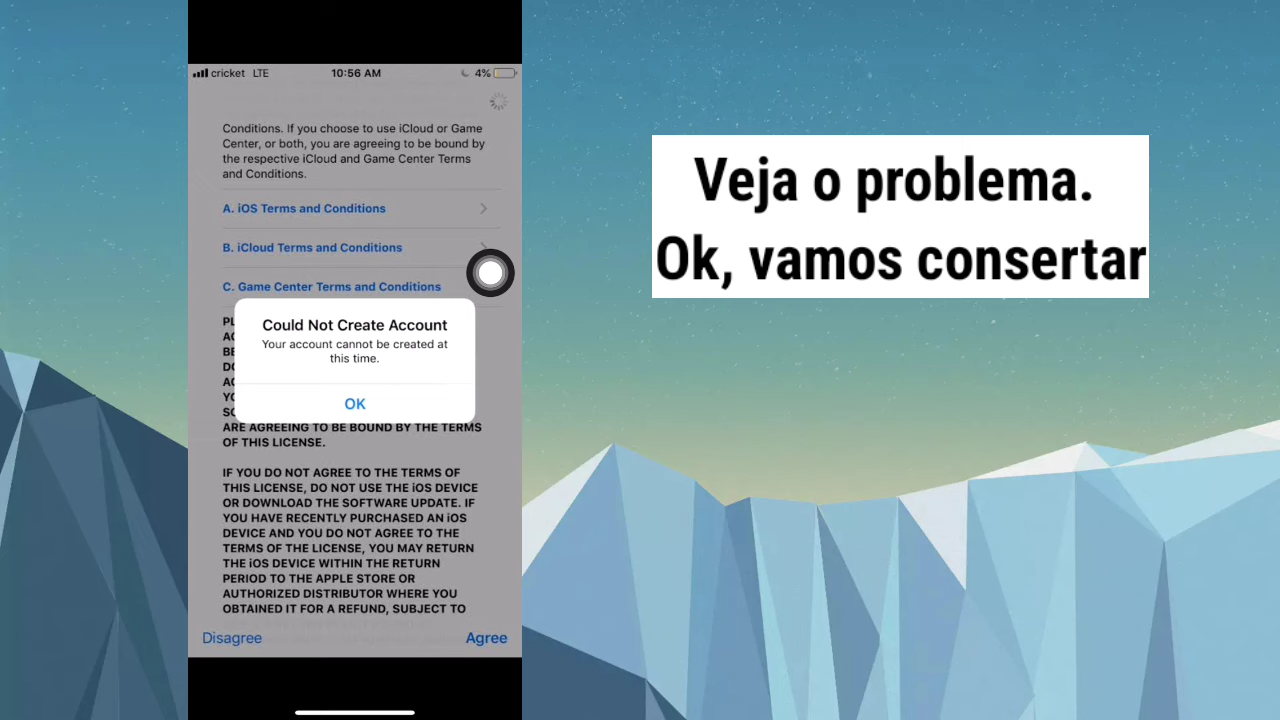 cricket LTE 10:56 AM 4%
Conditions. If you choose to use iCloud or Game
Center, or both, you are agreeing to be bound by
the respective iCloud and Game Center Terms
and Conditions.
A. iOS Terms and Conditions
B. iCloud Terms and Conditions
C. Game Center Terms and Conditions
Could Not Create Account
Your account cannot be created at
this time.
OK
ARE AGREEING TO BE BOUND BY THE TERMS
OF THIS LICENSE.
IF YOU DO NOT AGREE TO THE TERMS OF
THIS LICENSE, DO NOT USE THE iOS DEVICE
OR DOWNLOAD THE SOFTWARE UPDATE. IF
YOU HAVE RECENTLY PURCHASED AN iOS
DEVICE AND YOU DO NOT AGREE TO THE
TERMS OF THE LICENSE, YOU MAY RETURN
THE iOS DEVICE WITHIN THE RETURN
PERIOD TO THE APPLE STORE OR
AUTHORIZED DISTRIBUTOR WHERE YOU
OBTAINED IT FOR A REFUND, SUBJECT TO
Disagree Agree
Veja o problema.
Ok, vamos consertar